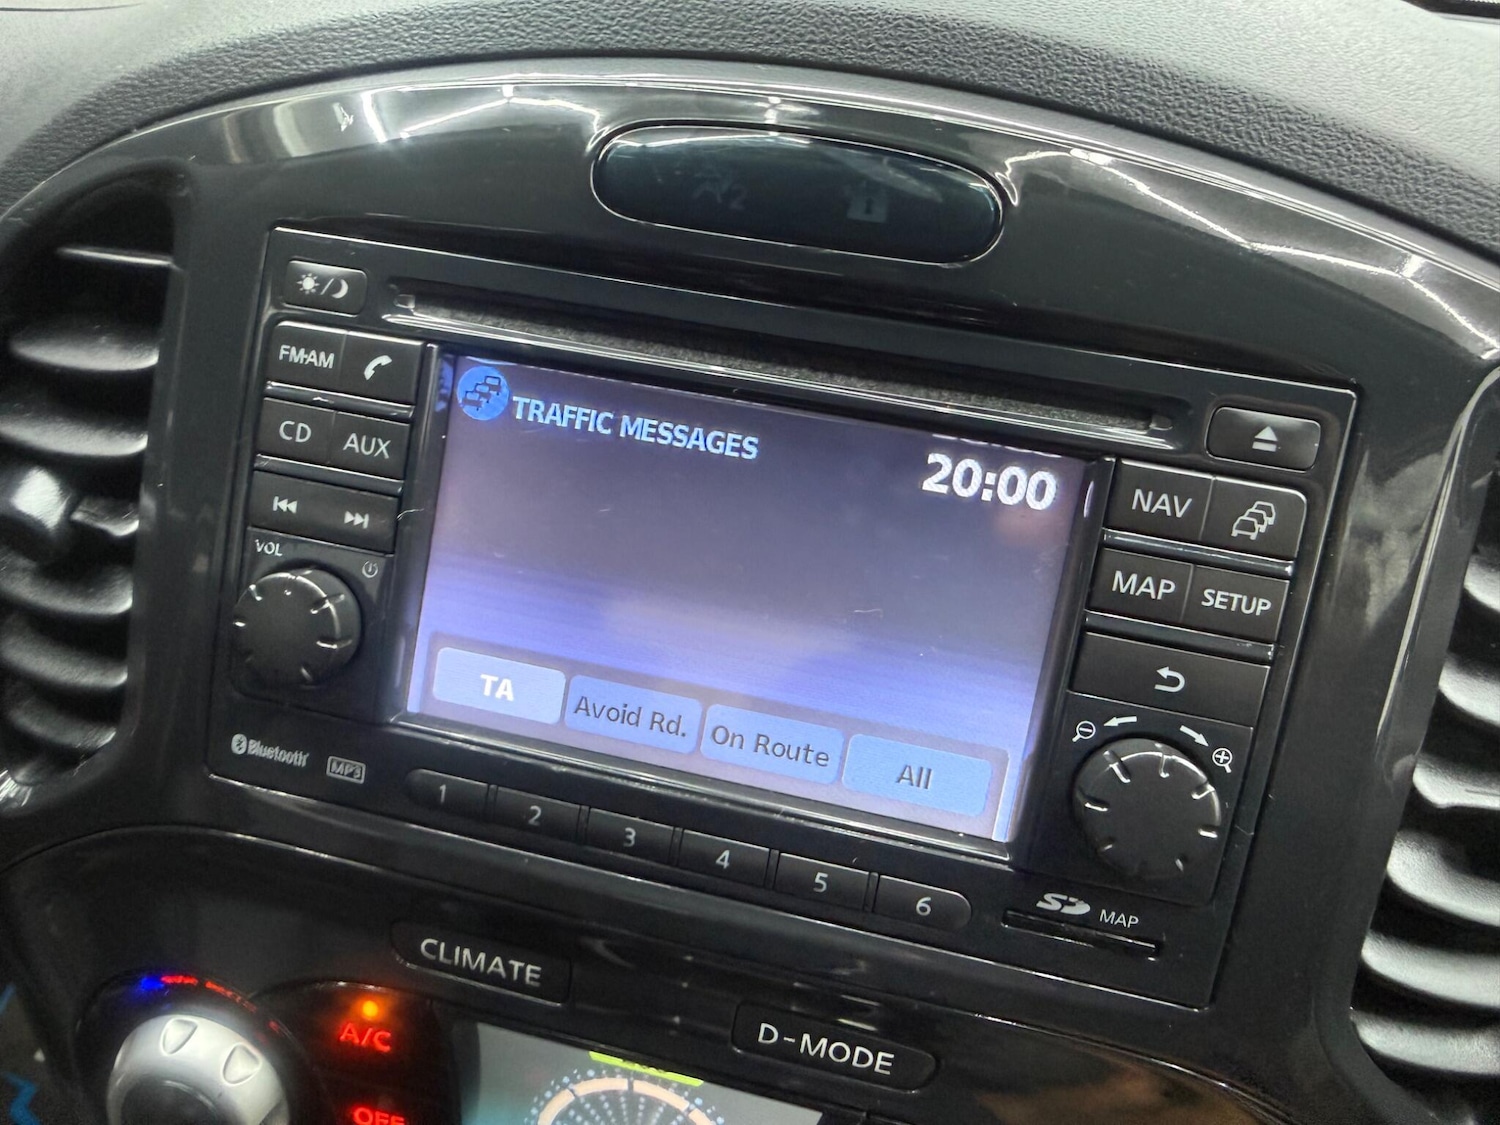 FM·AM
CD
AUX
VOL
Bluetooth
MP3
TRAFFIC MESSAGES
20:00
TA
Avoid Rd.
On Route
All
NAV
MAP
SETUP
1
2
3
4
5
6
SD MAP
CLIMATE
D-MODE
A/C
OFF